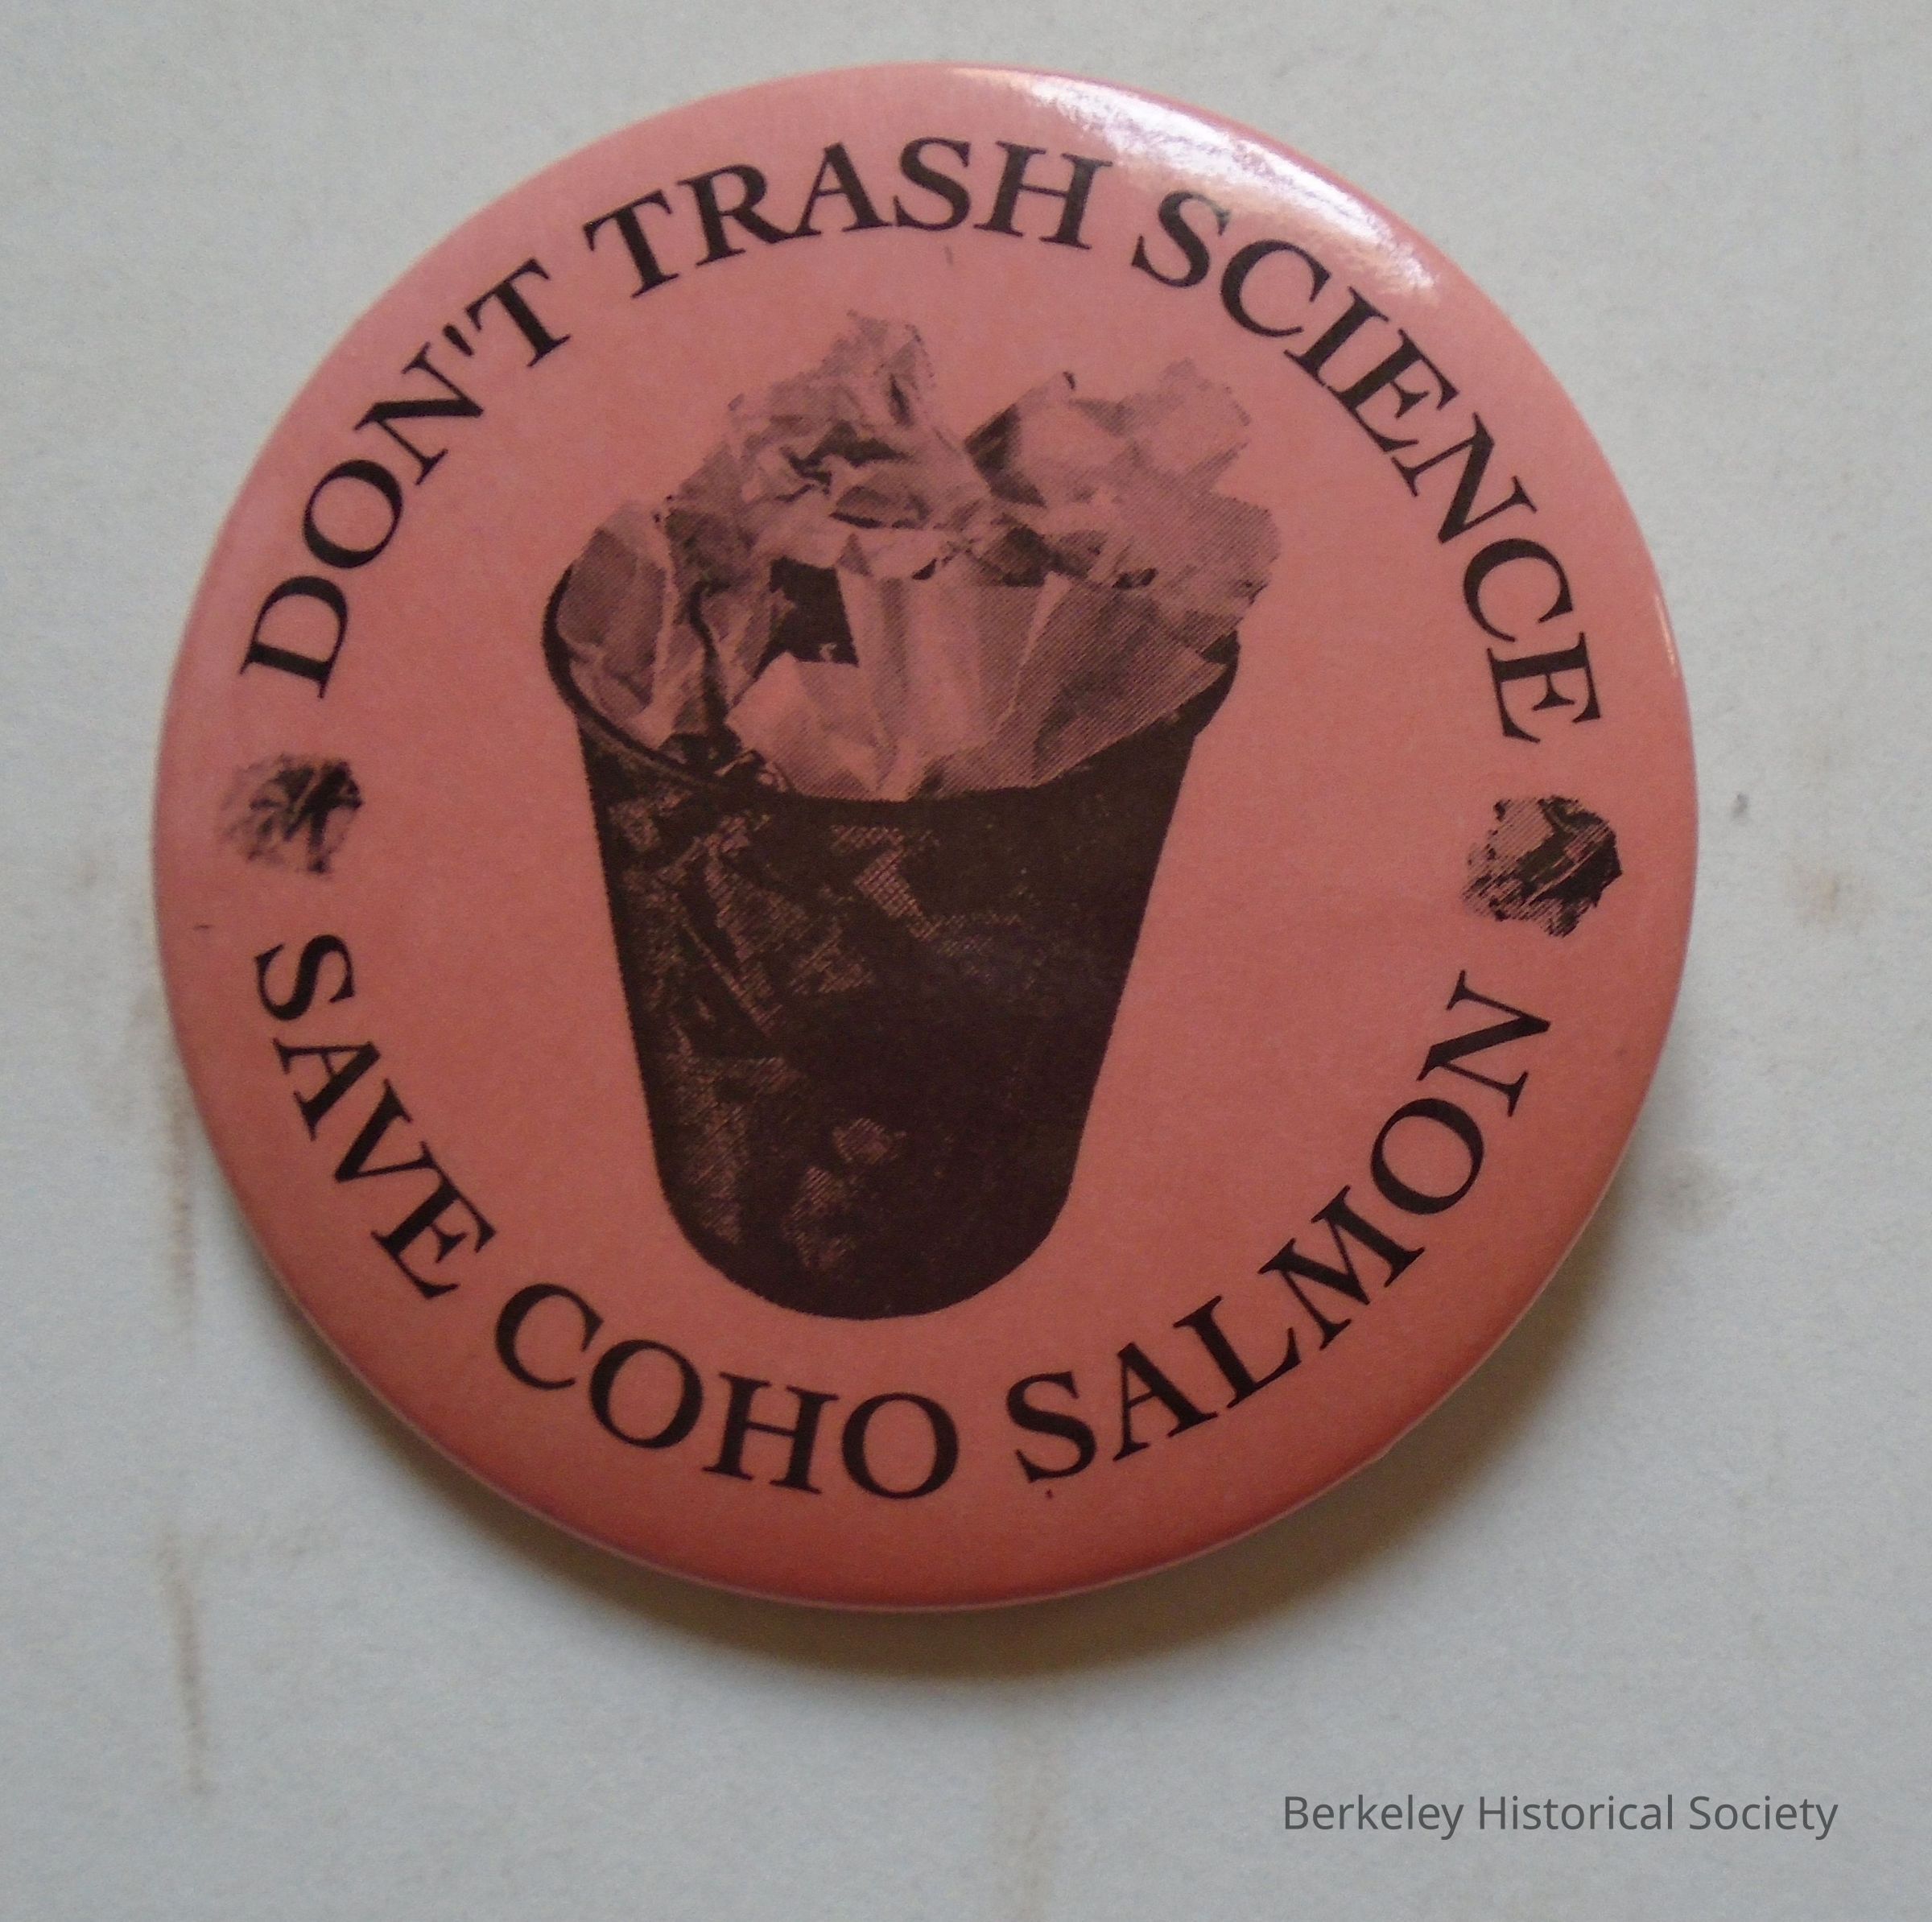 DON'T TRASH SCIENCE
SAVE COHO SALMON
Berkeley Historical Society